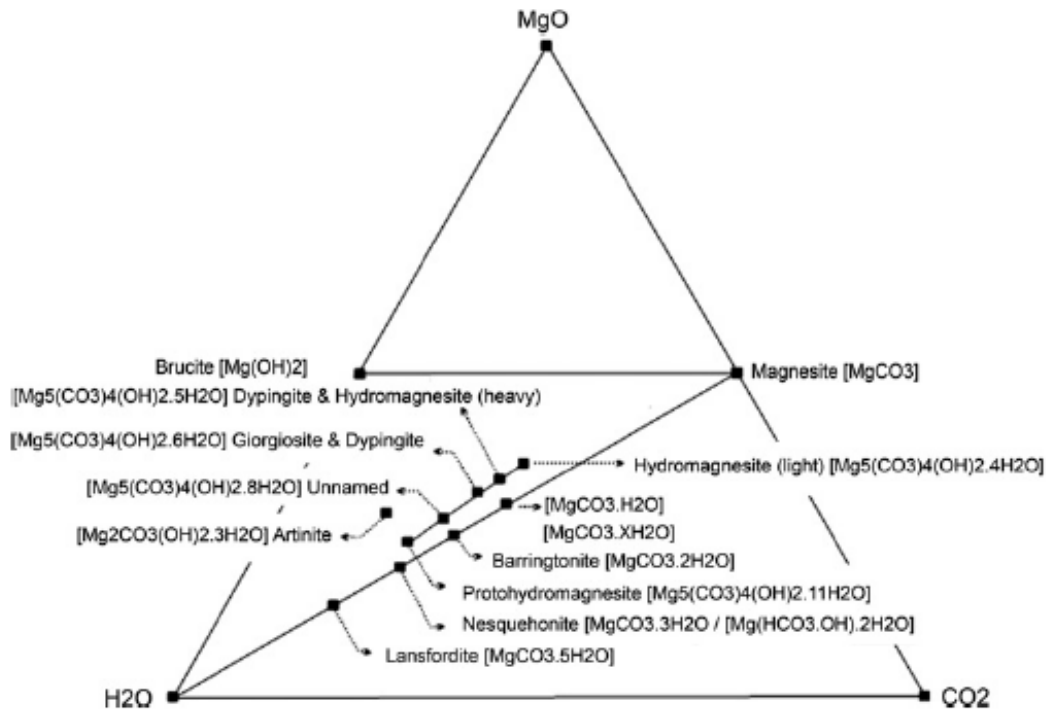 MgO
Brucite [Mg(OH)2]
Magnesite [MgCO3]
[Mg5(CO3)4(OH)2.5H2O] Dypingite & Hydromagnesite (heavy)
[Mg5(CO3)4(OH)2.6H2O] Giorgiosite & Dypingite
Hydromagnesite (light) [Mg5(CO3)4(OH)2.4H2O]
[Mg5(CO3)4(OH)2.8H2O] Unnamed
[MgCO3.H2O]
[Mg2CO3(OH)2.3H2O] Artinite
[MgCO3.XH2O]
Barringtonite [MgCO3.2H2O]
Protohydromagnesite [Mg5(CO3)4(OH)2.11H2O]
Nesquehonite [MgCO3.3H2O / [Mg(HCO3.OH).2H2O]
Lansfordite [MgCO3.5H2O]
H2O
CO2